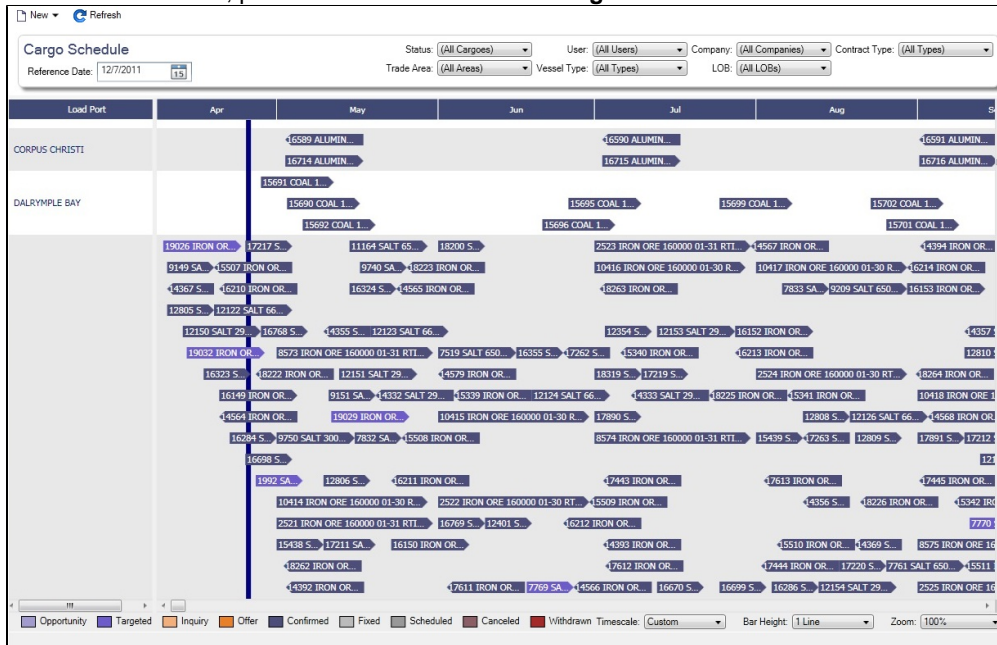 New Refresh
Cargo Schedule
Reference Date: 12/7/2011 15
Status: (All Cargoes) User: (All Users) Company: (All Companies) Contract Type: (All Types)
Trade Area: (All Areas) Vessel Type: (All Types) LOB: (All LOBs)
Load Port Apr May Jun Jul Aug S
16589 ALUMIN... 16590 ALUMIN... 16591 ALUMIN...
CORPUS CHRISTI
16714 ALUMIN... 16715 ALUMIN... 16716 ALUMIN...
15691 COAL 1...
DALRYMPLE BAY 15690 COAL 1... 15695 COAL 1... 15699 COAL 1... 15702 COAL 1...
15692 COAL 1... 15696 COAL 1... 15701 COAL 1...
19026 IRON OR... 17217 S... 11164 SALT 65... 18200 S... 2523 IRON ORE 160000 01-31 RTI... 4567 IRON OR... 4394 IRON OR...
9149 SA... 15507 IRON OR... 9740 SA... 18223 IRON OR... 10416 IRON ORE 160000 01-30 R... 10417 IRON ORE 160000 01-30 R... 16214 IRON OR...
14367 S... 16210 IRON OR... 16324 S... 14565 IRON OR... 18263 IRON OR... 7833 SA... 9209 SALT 650... 16153 IRON OR...
12805 S... 12122 SALT 66...
12150 SALT 29... 16768 S... 14355 S... 12123 SALT 66... 12354 S... 12153 SALT 29... 16152 IRON OR... 14357
19032 IRON OR... 8573 IRON ORE 160000 01-31 RTI... 7519 SALT 650... 16355 S... 17262 S... 15340 IRON OR... 16213 IRON OR... 12810
16323 S... 18222 IRON OR... 12151 SALT 29... 14579 IRON OR... 18319 S... 17219 S... 2524 IRON ORE 160000 01-30 RT... 18264 IRON OR...
16149 IRON OR... 9151 SA... 14332 SALT 29... 15339 IRON OR... 12124 SALT 66... 14333 SALT 29... 18225 IRON OR... 15341 IRON OR... 10418 IRON ORE 1
14564 IRON OR... 19029 IRON OR... 10415 IRON ORE 160000 01-30 R... 17890 S... 12808 S... 12126 SALT 66... 14568 IRON OR
16284 S... 9750 SALT 300... 7832 SA... 15508 IRON OR... 8574 IRON ORE 160000 01-31 RTI... 15439 S... 17263 S... 12809 S... 17891 S... 17212
16698 S... 121
1992 SA... 12806 S... 16211 IRON OR... 17443 IRON OR... 17613 IRON OR... 17445 IRON OR...
10414 IRON ORE 160000 01-30 R... 2522 IRON ORE 160000 01-30 RT... 15509 IRON OR... 14356 S... 18226 IRON OR... 15342 IRO
2521 IRON ORE 160000 01-31 RTI... 16769 S... 12401 S... 16212 IRON OR... 7770
15438 S... 17211 SA... 16150 IRON OR... 14393 IRON OR... 15510 IRON OR... 14369 S... 8575 IRON ORE 16
18262 IRON OR... 17612 IRON OR... 17444 IRON OR... 17220 S... 7761 SALT 650... 15511
14392 IRON OR... 17611 IRON OR... 7769 SA... 14566 IRON OR... 16670 S... 16699 S... 16286 S... 12154 SALT 29... 2525 IRON ORE 16
Opportunity Targeted Inquiry Offer Confirmed Fixed Scheduled Canceled Withdrawn Timescale: Custom Bar Height: 1 Line Zoom: 100%